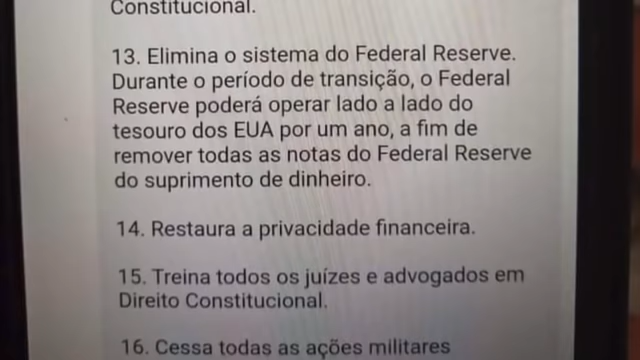 Constitucional.
13. Elimina o sistema do Federal Reserve.
Durante o período de transição, o Federal
Reserve poderá operar lado a lado do
tesouro dos EUA por um ano, a fim de
remover todas as notas do Federal Reserve
do suprimento de dinheiro.
14. Restaura a privacidade financeira.
15. Treina todos os juízes e advogados em
Direito Constitucional.
16. Cessa todas as ações militares